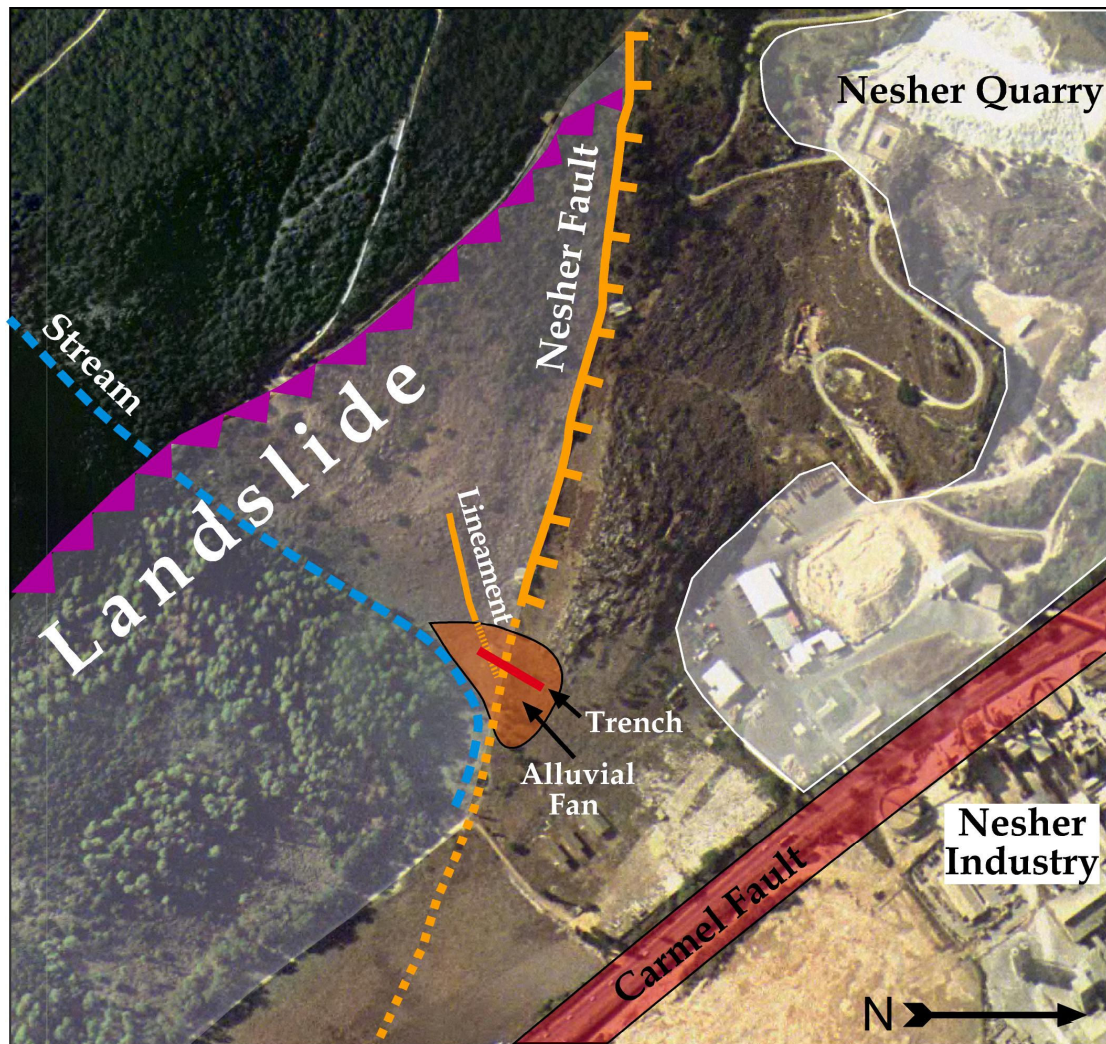 Nesher Quarry
Nesher Fault
Stream
Landslide
Lineament
Trench
Alluvial
Fan
Nesher
Industry
Carmel Fault
N